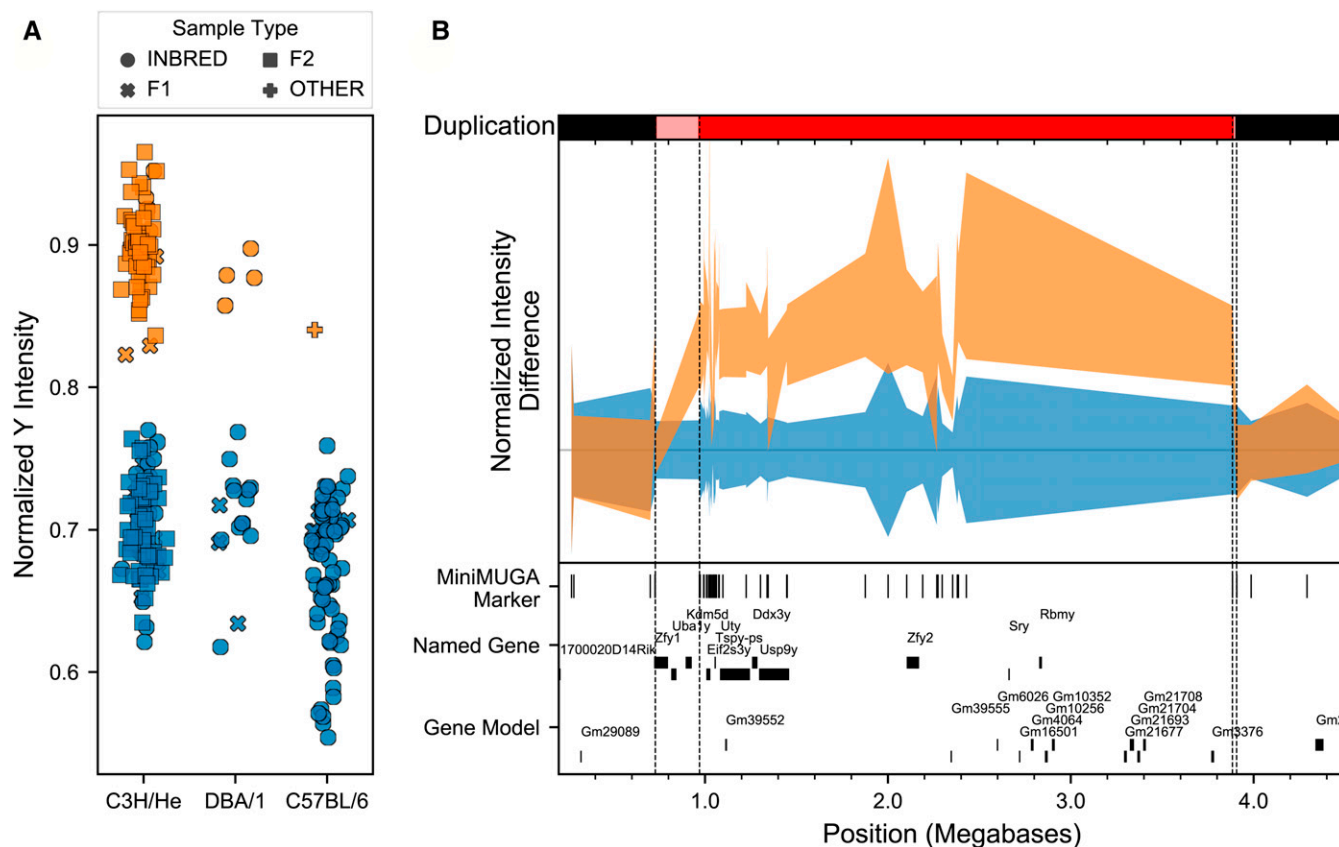 A
Sample Type
INBRED
F2
F1
OTHER
Normalized Y Intensity
0.9
0.8
0.7
0.6
C3H/He
DBA/1
C57BL/6
B
Duplication
Normalized Intensity
Difference
MiniMUGA
Marker
Named Gene
Gene Model
Kdm5d
Ddx3y
Rbmy
Uba1y
Uty
Sry
Zfy1
Tspy-ps
Zfy2
1700020D14Rik
Eif2s3y
Usp9y
Gm6026
Gm10352
Gm21708
Gm39555
Gm10256
Gm21704
Gm39552
Gm4064
Gm21693
Gm29089
Gm16501
Gm21677
Gm3376
1.0
2.0
3.0
4.0
Position (Megabases)